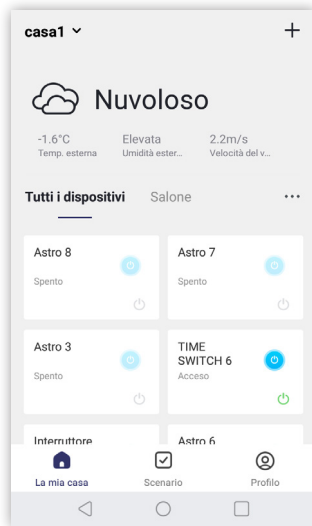 casa1
Nuvoloso
-1.6°C Elevata 2.2m/s
Temp. esterna Umidità ester... Velocità del v...
Tutti i dispositivi Salone
Astro 8 Astro 7
Spento Spento
Astro 3 TIME
SWITCH 6
Spento Acceso
Interruttore Astro 6
La mia casa Scenario Profilo